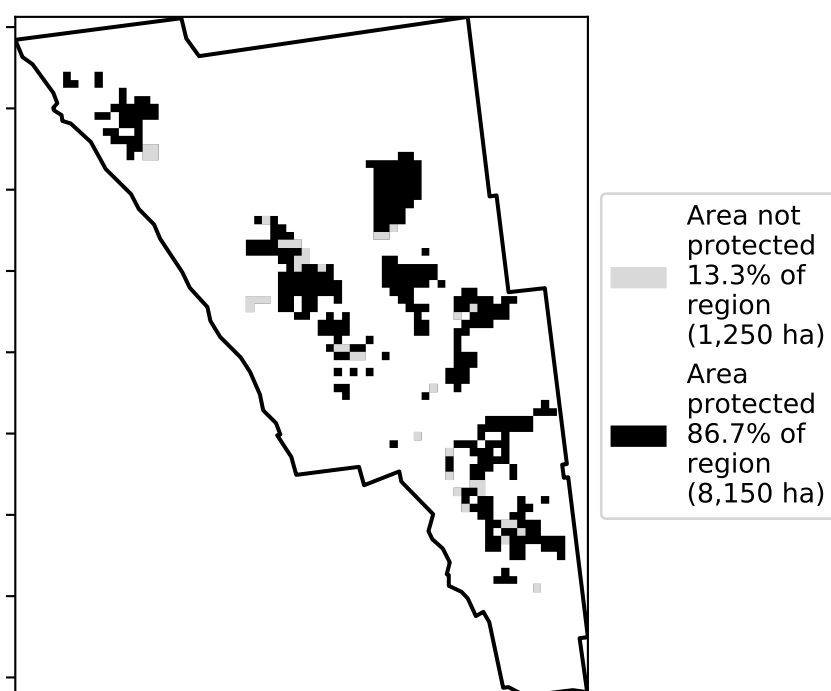 Area not
protected
13.3% of
region
(1,250 ha)
Area
protected
86.7% of
region
(8,150 ha)